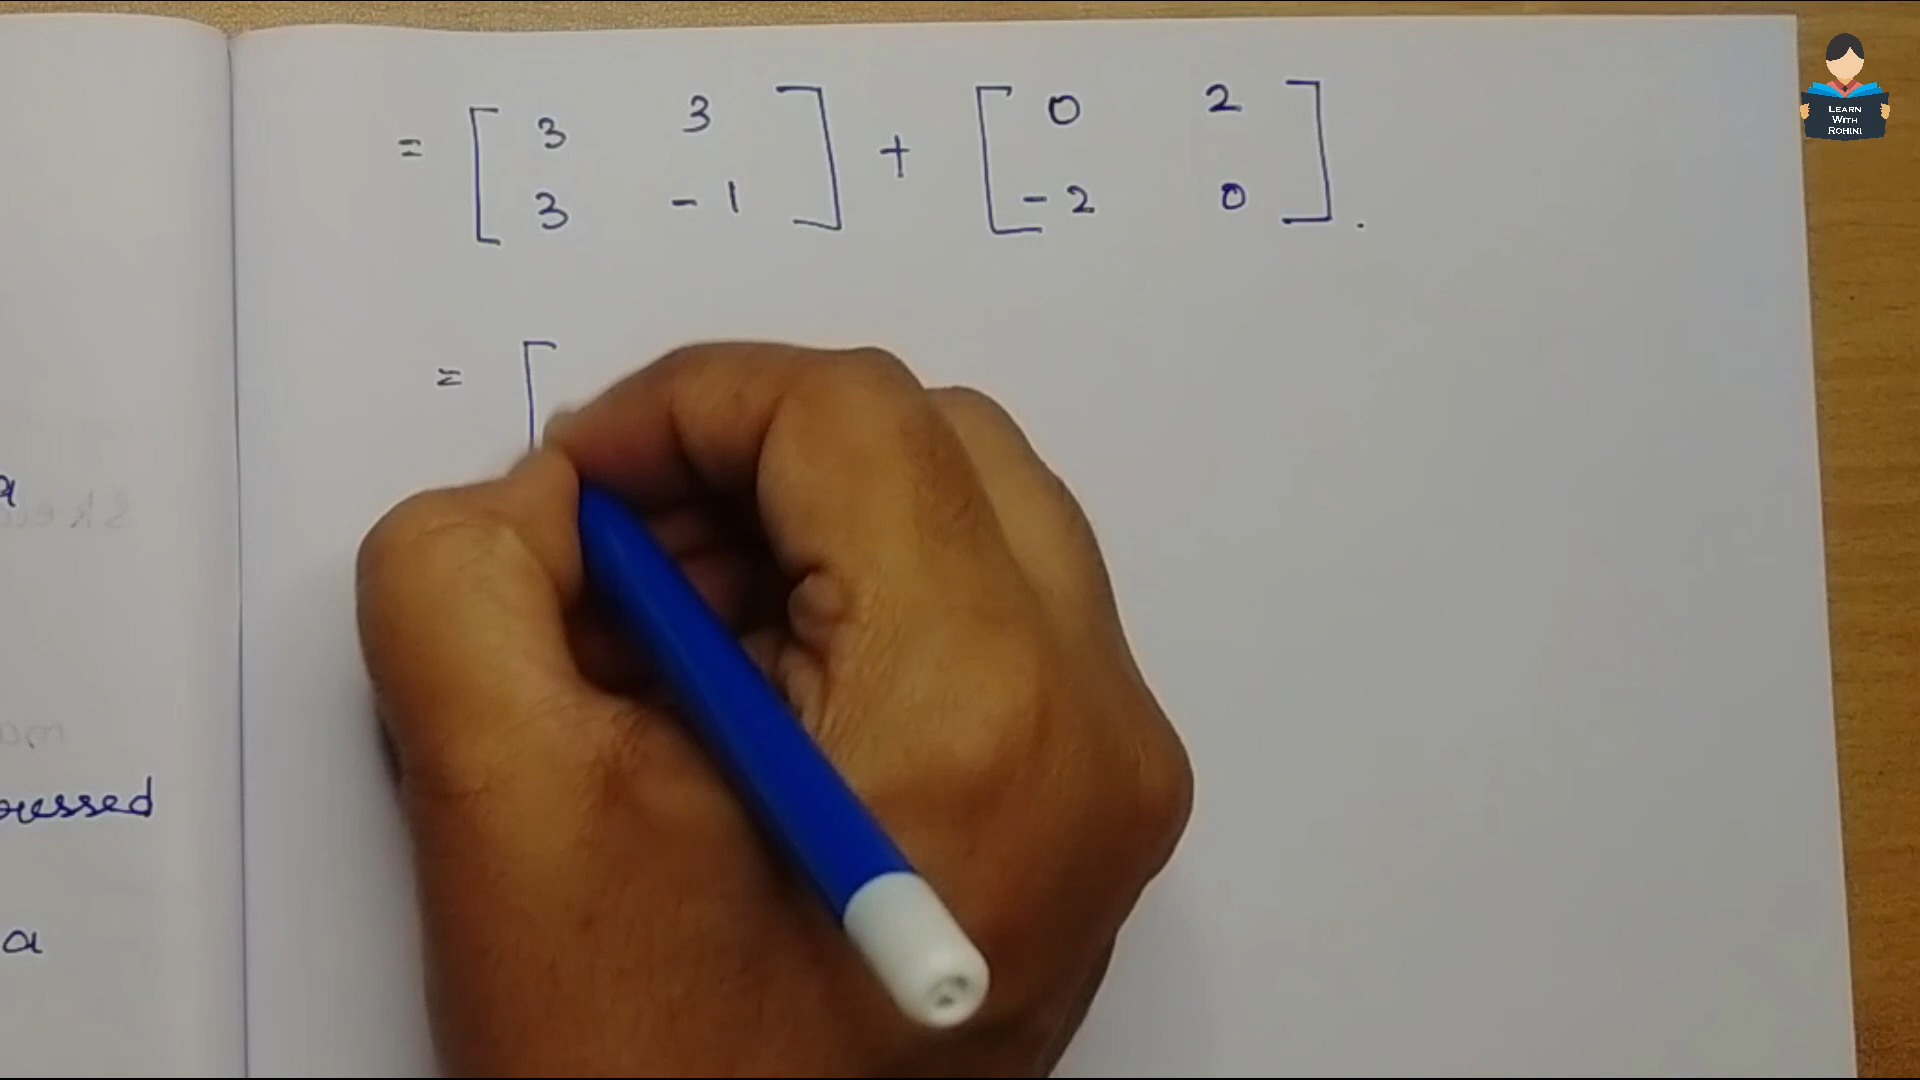 = [ 3 3 ] + [ 0 2 ]
[ 3 -1 ] [ -2 0 ] .
= [
a
ressed
a
LEARN
WITH
ROHINI